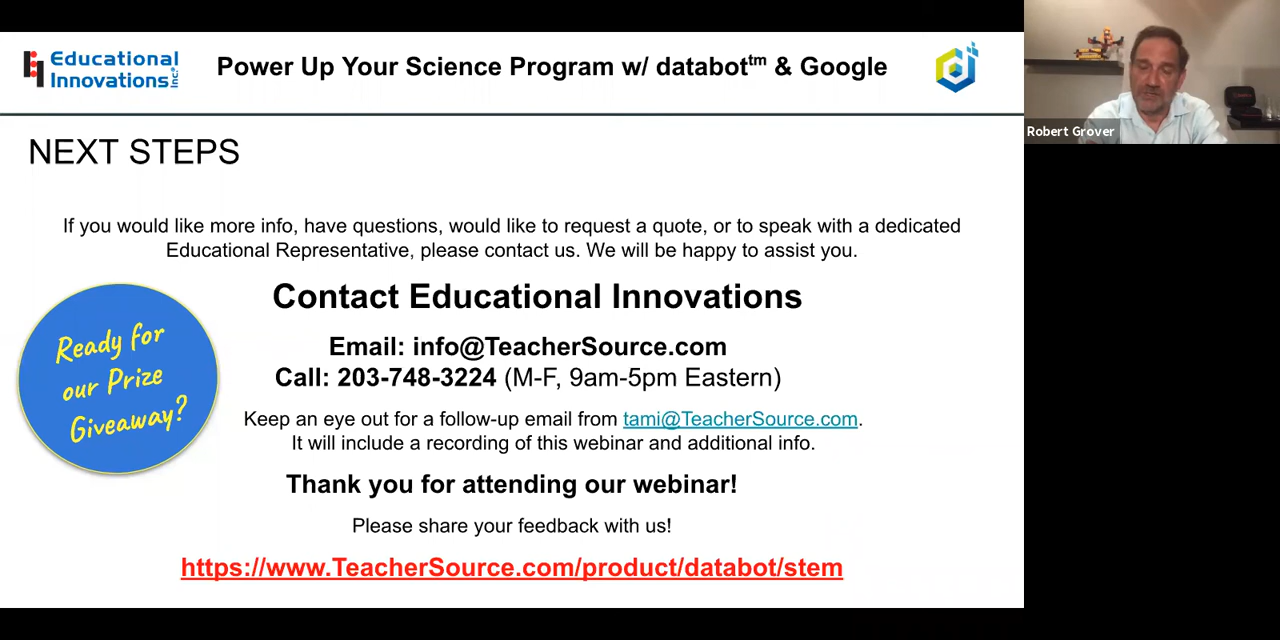 Educational
Innovations Inc.
Power Up Your Science Program w/ databot™ & Google
Robert Grover
NEXT STEPS
If you would like more info, have questions, would like to request a quote, or to speak with a dedicated
Educational Representative, please contact us. We will be happy to assist you.
Ready for
our Prize
Giveaway?
Contact Educational Innovations
Email: info@TeacherSource.com
Call: 203-748-3224 (M-F, 9am-5pm Eastern)
Keep an eye out for a follow-up email from tami@TeacherSource.com.
It will include a recording of this webinar and additional info.
Thank you for attending our webinar!
Please share your feedback with us!
https://www.TeacherSource.com/product/databot/stem